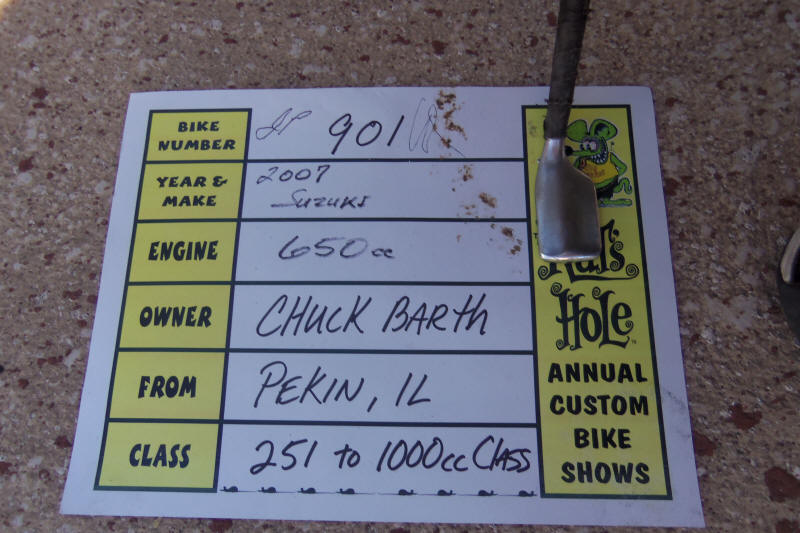 BIKE NUMBER
901
YEAR & MAKE
2007
Suzuki
ENGINE
650cc
OWNER
CHUCK BARTH
FROM
PEKIN, IL
CLASS
251 to 1000cc CLASS
RAT'S
HOLE
ANNUAL
CUSTOM
BIKE
SHOWS